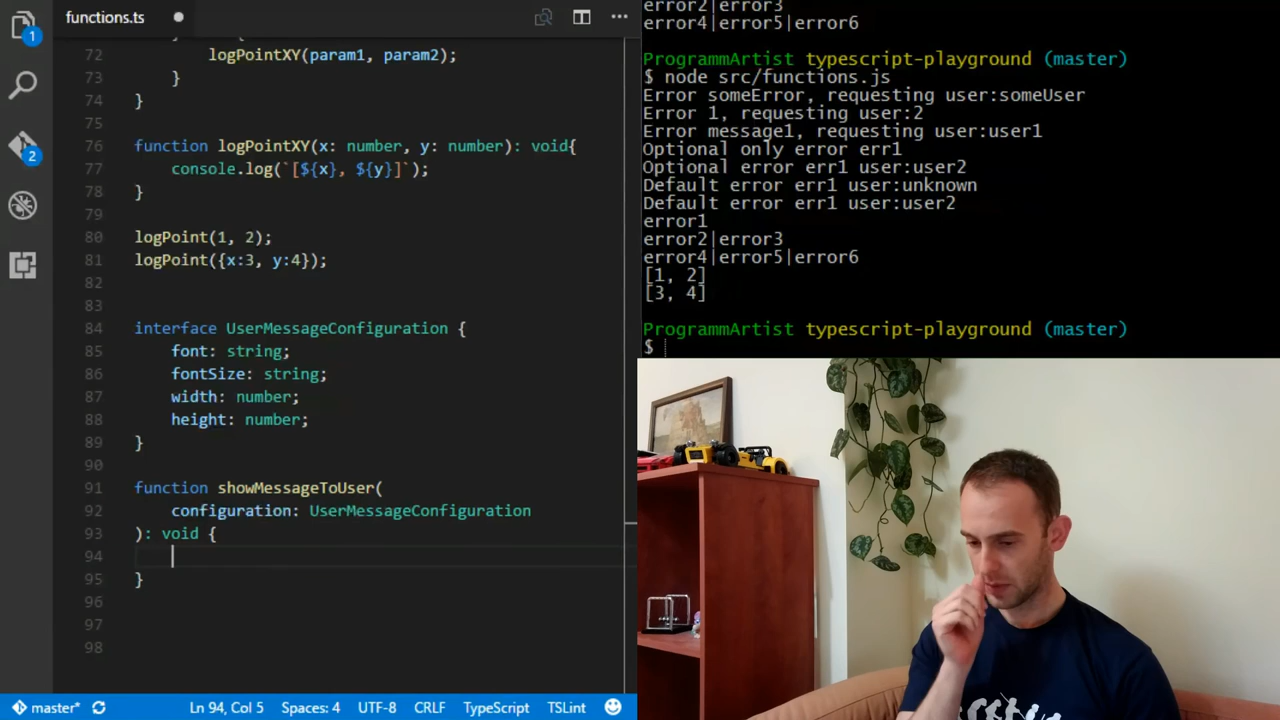 functions.ts
1
2
72 } {
logPointXY(param1, param2);
73 }
74 }
75
76 function logPointXY(x: number, y: number): void{
77 console.log(`[${x}, ${y}]`);
78 }
79
80 logPoint(1, 2);
81 logPoint({x:3, y:4});
82
83
84 interface UserMessageConfiguration {
85 font: string;
86 fontSize: string;
87 width: number;
88 height: number;
89 }
90
91 function showMessageToUser(
92 configuration: UserMessageConfiguration
93 ): void {
94
95 }
96
97
98
master* Ln 94, Col 5 Spaces: 4 UTF-8 CRLF TypeScript TSLint
error2|error3
error4|error5|error6
ProgrammArtist typescript-playground (master)
$ node src/functions.js
Error someError, requesting user:someUser
Error 1, requesting user:2
Error message1, requesting user:user1
Optional only error err1
Optional error err1 user:user2
Default error err1 user:unknown
Default error err1 user:user2
error1
error2|error3
error4|error5|error6
[1, 2]
[3, 4]
ProgrammArtist typescript-playground (master)
$